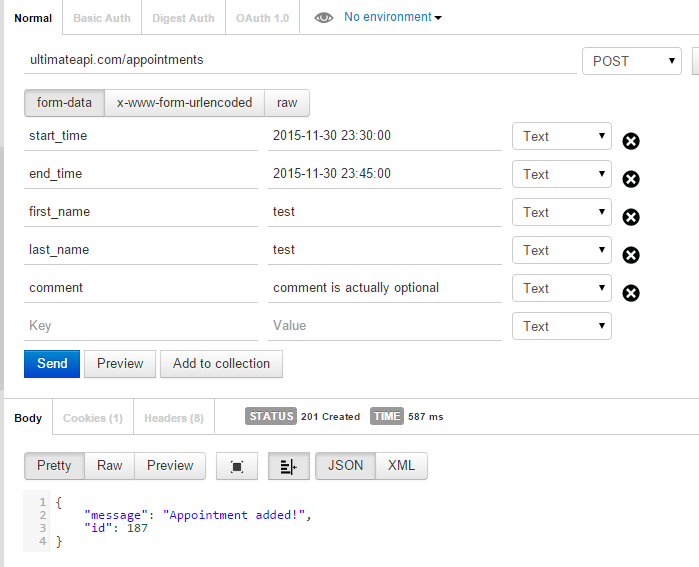 Normal Basic Auth Digest Auth OAuth 1.0 No environment
ultimateapi.com/appointments POST
form-data x-www-form-urlencoded raw
start_time 2015-11-30 23:30:00 Text
end_time 2015-11-30 23:45:00 Text
first_name test Text
last_name test Text
comment comment is actually optional Text
Key Value Text
Send Preview Add to collection
Body Cookies (1) Headers (8) STATUS 201 Created TIME 587 ms
Pretty Raw Preview JSON XML
1 {
2 "message": "Appointment added!",
3 "id": 187
4 }